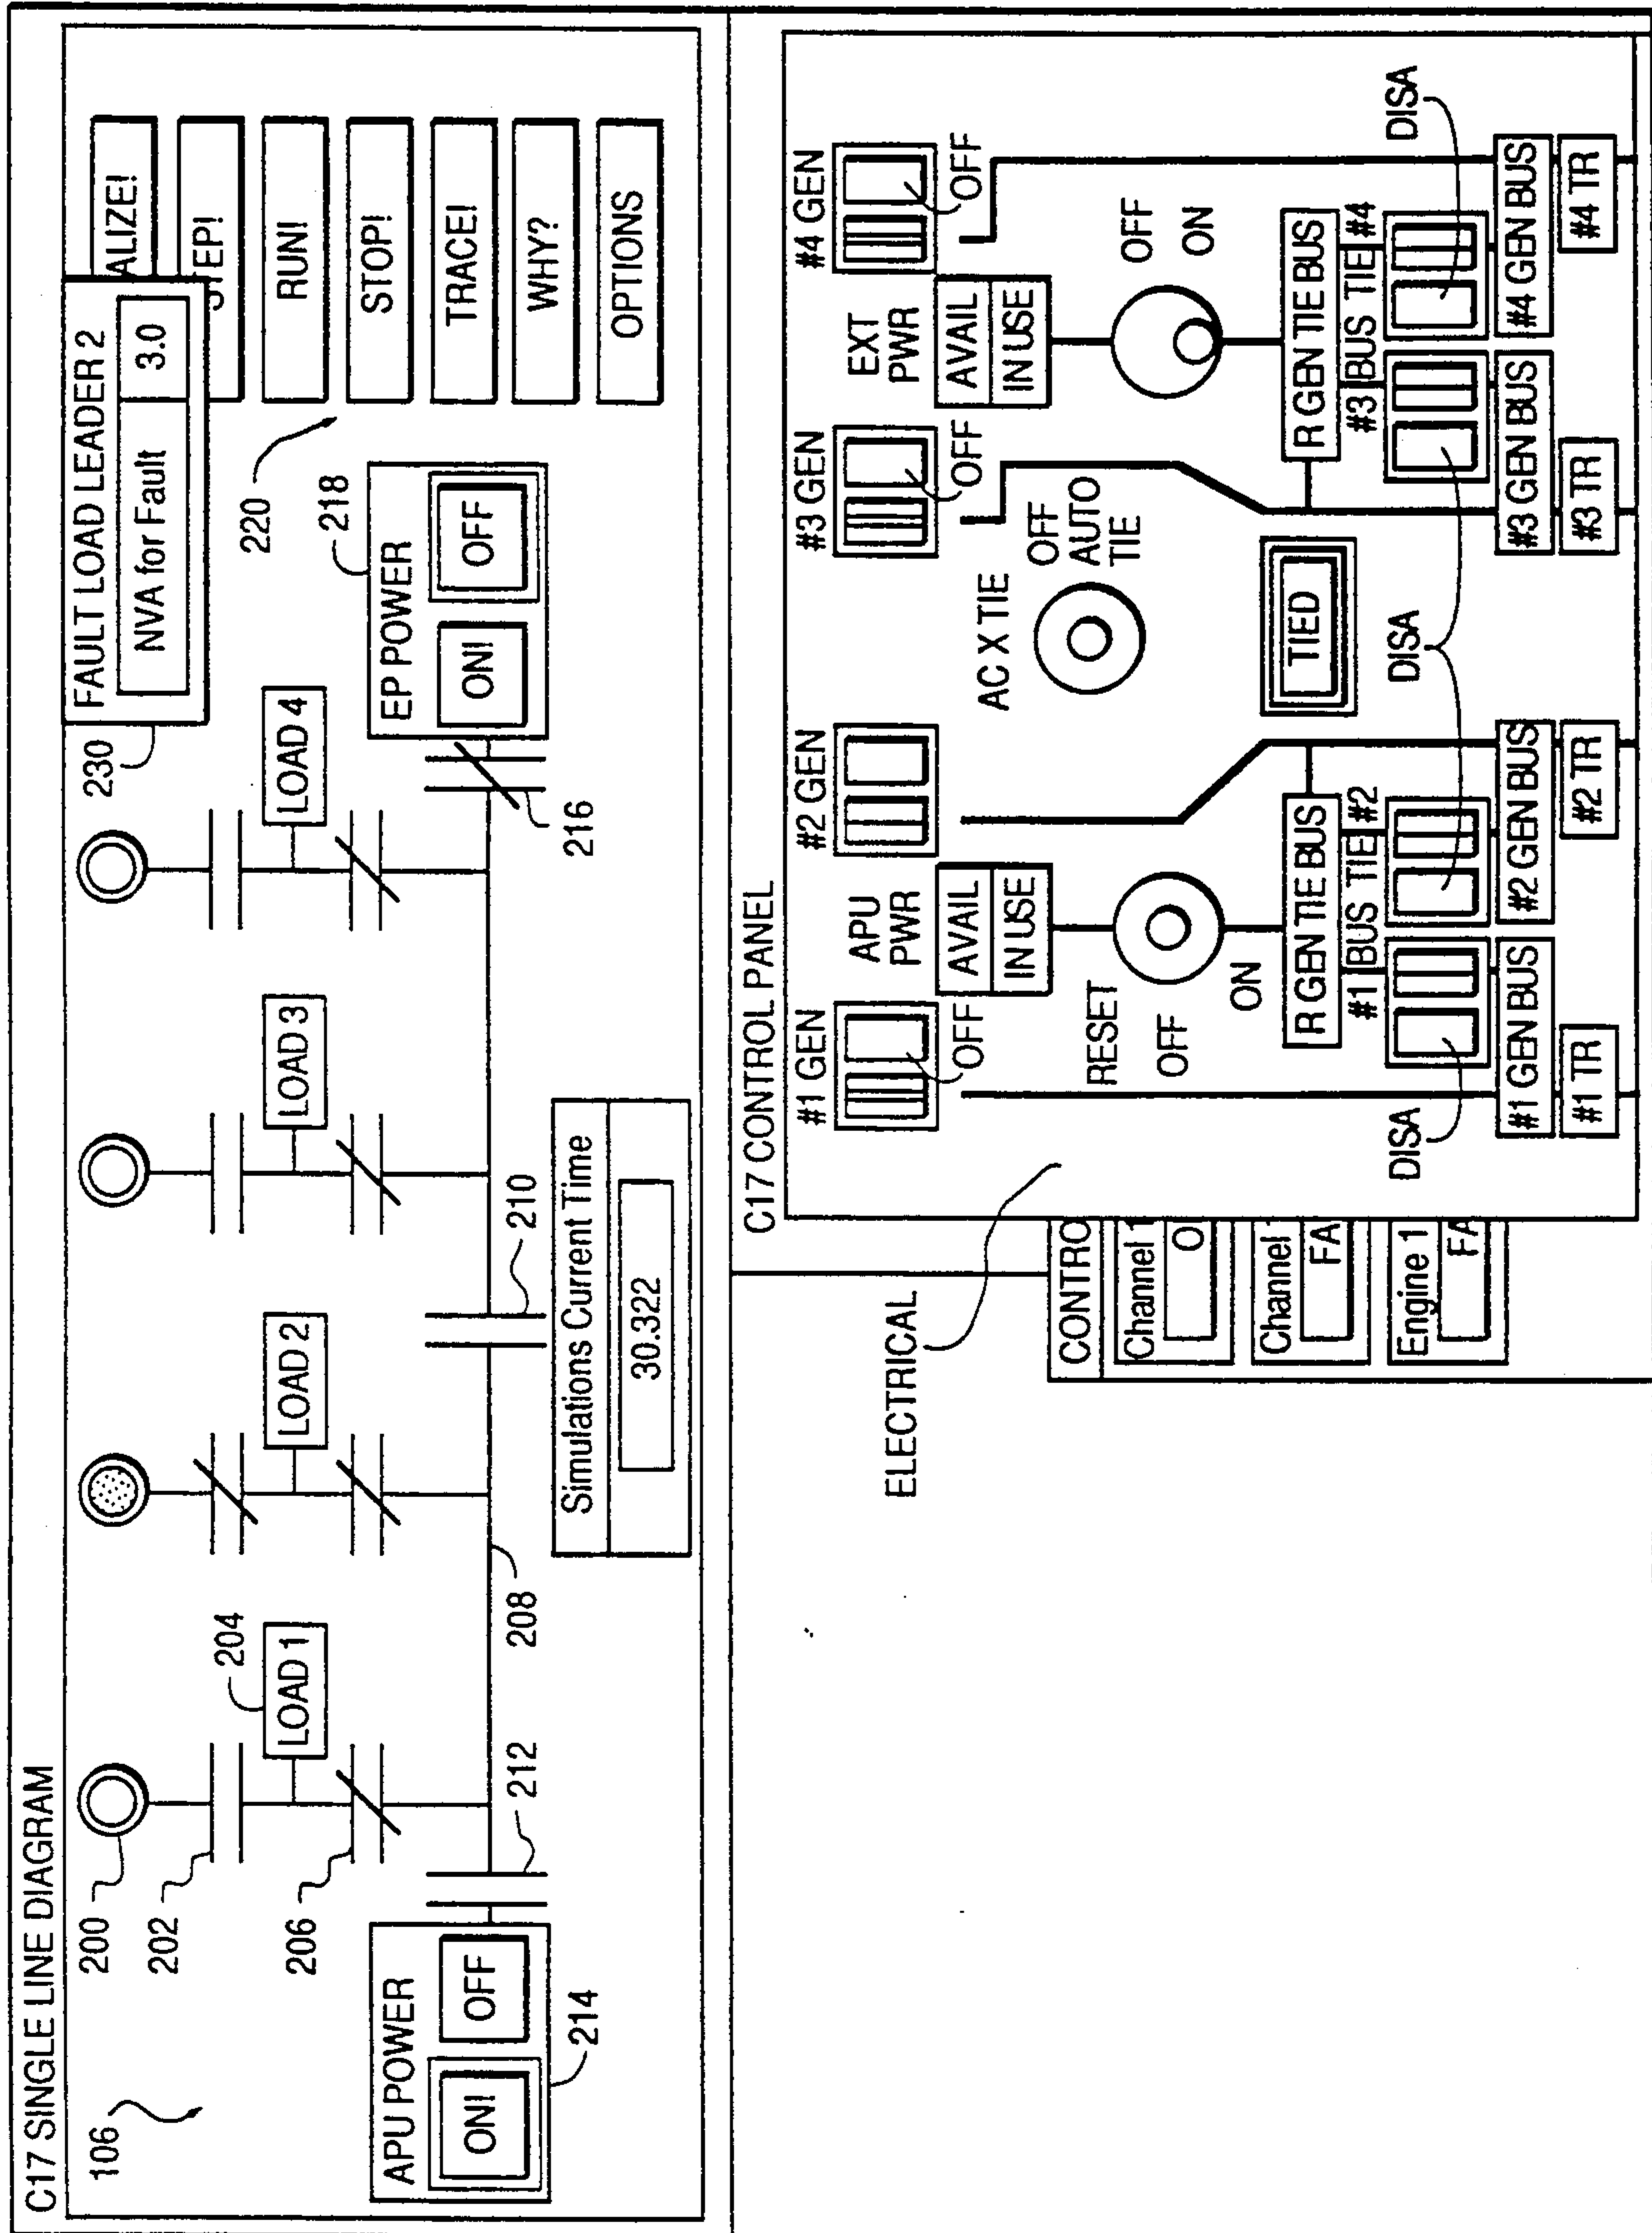 C17 SINGLE LINE DIAGRAM
106
200
202
204
206
LOAD 1
LOAD 2
LOAD 3
LOAD 4
230
FAULT LOAD LEADER 2
NVA for Fault
3.0
ALIZE!
STEP!
RUN!
STOP!
TRACE!
WHY?
OPTIONS
220
APU POWER
ON!
OFF
214
212
208
210
216
EP POWER
ON!
OFF
218
Simulations Current Time
30.322
ELECTRICAL
CONTRO
Channel 1
O
Channel
FA
Engine 1
FA
C17 CONTROL PANEL
#1 GEN
OFF
APU
PWR
AVAIL
IN USE
#2 GEN
#3 GEN
OFF
EXT
PWR
AVAIL
IN USE
#4 GEN
OFF
RESET
OFF
ON
AC X TIE
OFF
AUTO
TIE
OFF
ON
R GEN TIE BUS
#1 BUS TIE #2
TIED
R GEN TIE BUS
#3 BUS TIE #4
DISA
DISA
DISA
#1 GEN BUS
#2 GEN BUS
#3 GEN BUS
#4 GEN BUS
#1 TR
#2 TR
#3 TR
#4 TR